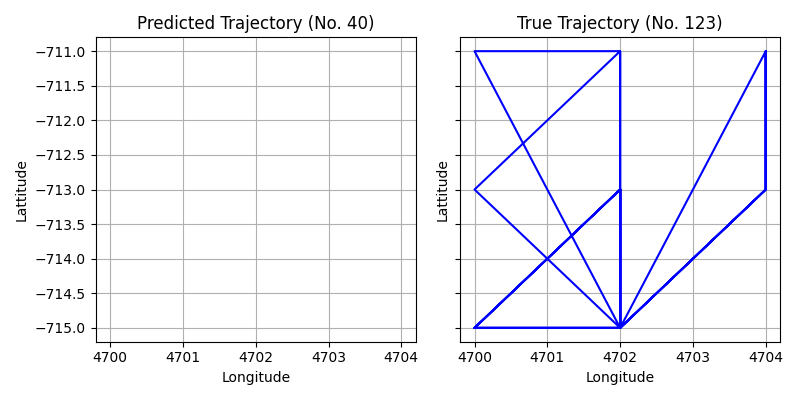 Predicted Trajectory (No. 40)
True Trajectory (No. 123)
−711.0
−711.5
−712.0
−712.5
−713.0
−713.5
−714.0
−714.5
−715.0
Lattitude
Lattitude
4700 4701 4702 4703 4704
4700 4701 4702 4703 4704
Longitude
Longitude